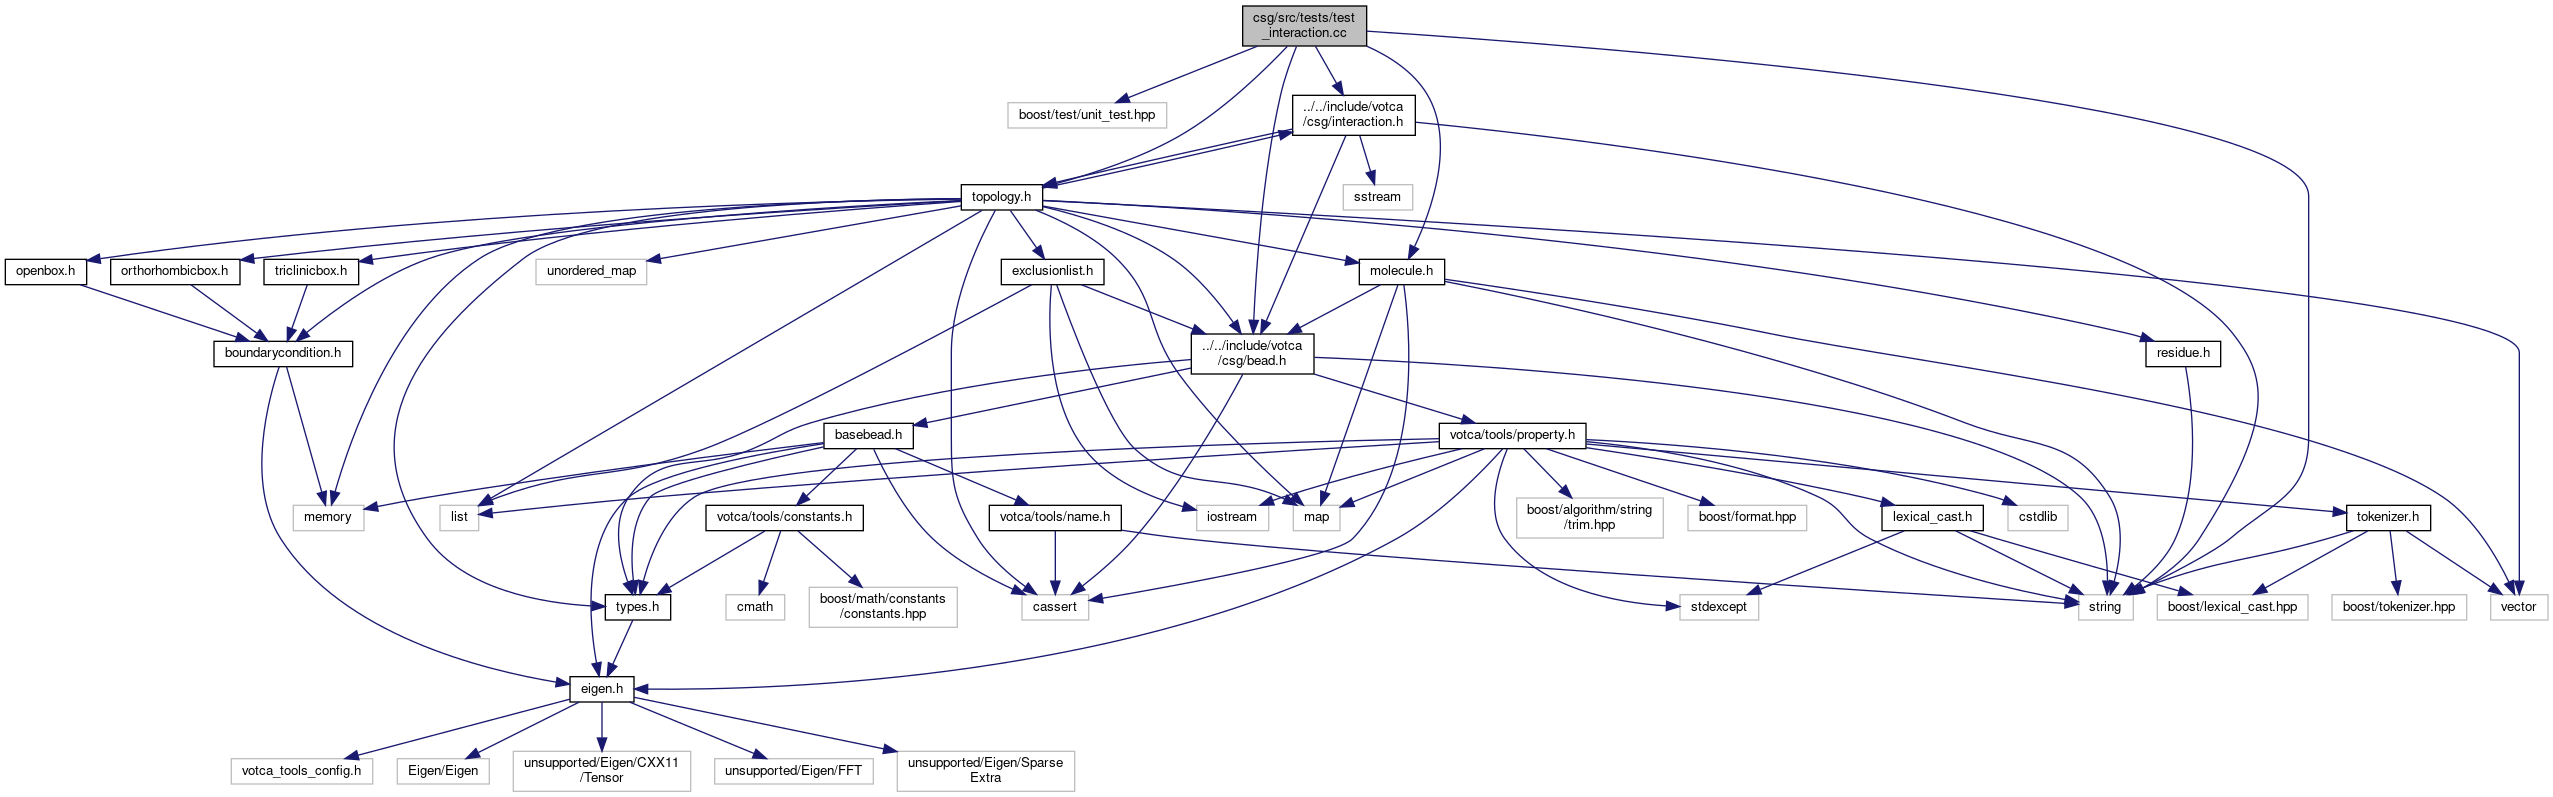 csg/src/tests/test
_interaction.cc
boost/test/unit_test.hpp
../../include/votca
/csg/interaction.h
topology.h
sstream
openbox.h
orthorhombicbox.h
triclinicbox.h
unordered_map
exclusionlist.h
molecule.h
boundarycondition.h
../../include/votca
/csg/bead.h
residue.h
basebead.h
votca/tools/property.h
memory
list
votca/tools/constants.h
votca/tools/name.h
iostream
map
boost/algorithm/string
/trim.hpp
boost/format.hpp
lexical_cast.h
cstdlib
tokenizer.h
types.h
cmath
boost/math/constants
/constants.hpp
cassert
stdexcept
string
boost/lexical_cast.hpp
boost/tokenizer.hpp
vector
eigen.h
votca_tools_config.h
Eigen/Eigen
unsupported/Eigen/CXX11
/Tensor
unsupported/Eigen/FFT
unsupported/Eigen/Sparse
Extra